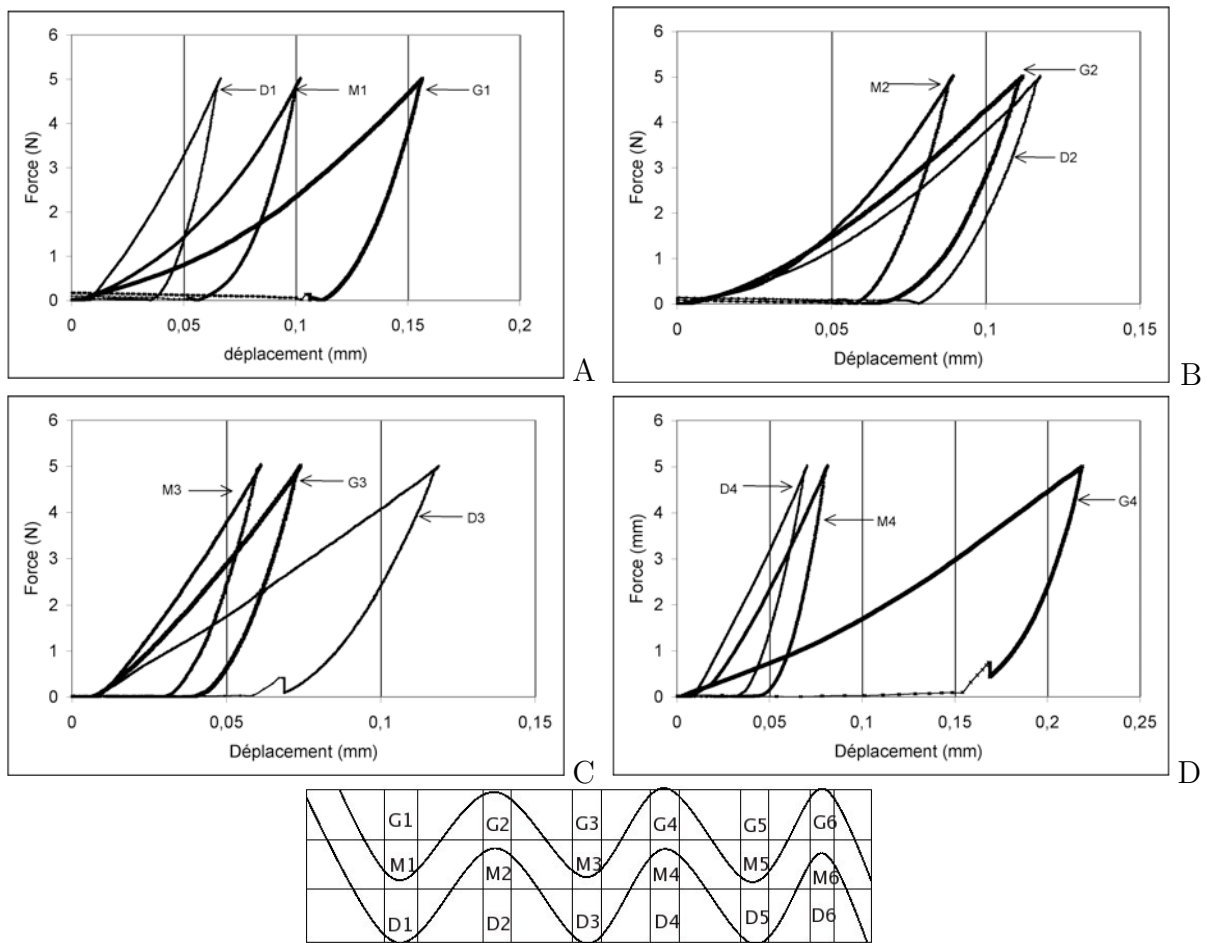 6
5
4
3
2
1
0
Force (N)
D1
M1
G1
0
0,05
0,1
0,15
0,2
déplacement (mm)
A
6
5
4
3
2
1
0
Force (N)
M2
G2
D2
0
0,05
0,1
0,15
Déplacement (mm)
B
6
5
4
3
2
1
0
Force (N)
M3
G3
D3
0
0,05
0,1
0,15
Déplacement (mm)
C
6
5
4
3
2
1
0
Force (mm)
D4
M4
G4
0
0,05
0,1
0,15
0,2
0,25
Déplacement (mm)
D
G1 G2 G3 G4 G5 G6
M1 M2 M3 M4 M5 M6
D1 D2 D3 D4 D5 D6